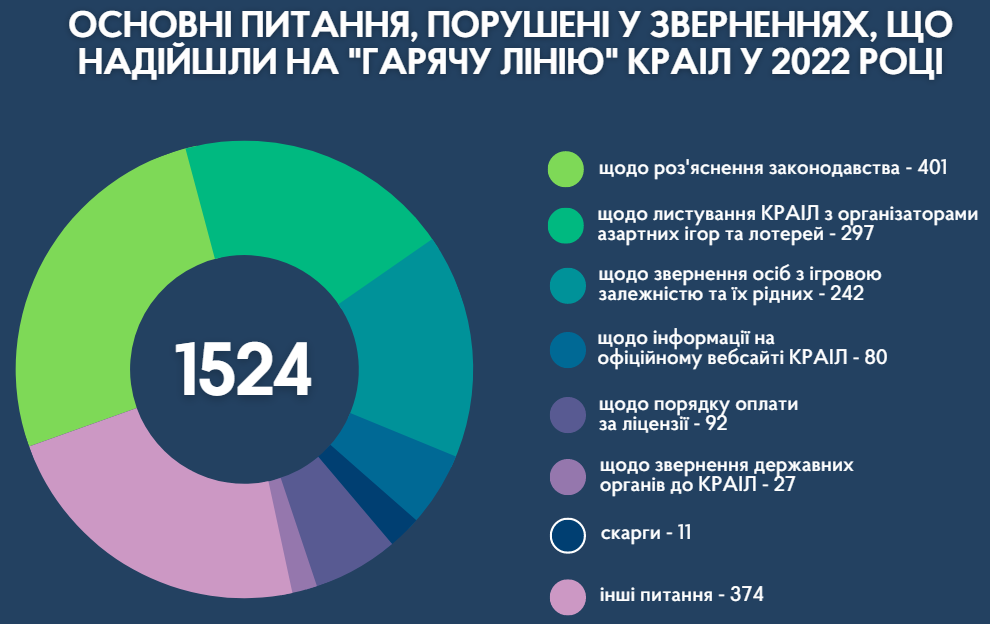 ОСНОВНІ ПИТАННЯ, ПОРУШЕНІ У ЗВЕРНЕННЯХ, ЩО
НАДІЙШЛИ НА "ГАРЯЧУ ЛІНІЮ" КРАІЛ У 2022 РОЦІ
1524
щодо роз'яснення законодавства - 401
щодо листування КРАІЛ з організаторами
азартних ігор та лотерей - 297
щодо звернення осіб з ігровою
залежністю та їх рідних - 242
щодо інформації на
офіційному вебсайті КРАІЛ - 80
щодо порядку оплати
за ліцензії - 92
щодо звернення державних
органів до КРАІЛ - 27
скарги - 11
інші питання - 374